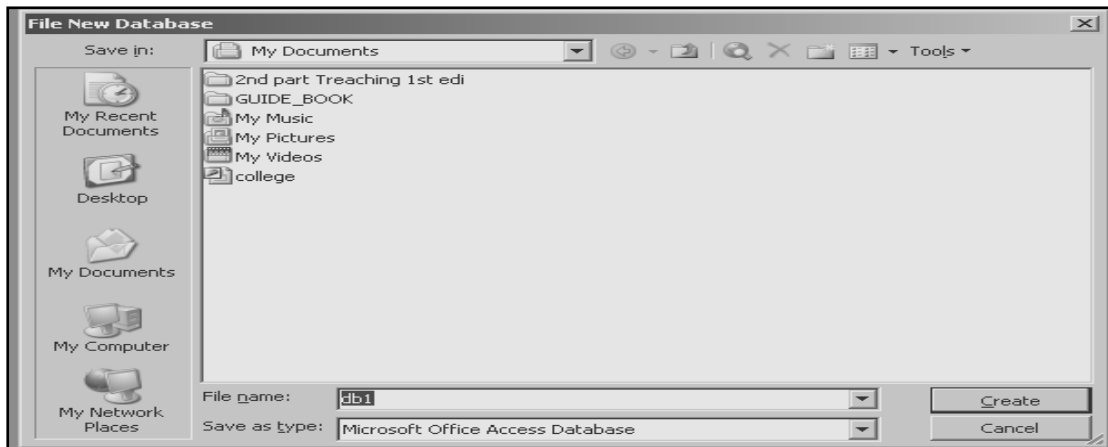 File New Database
Save in: My Documents Tools
2nd part Treaching 1st edi
GUIDE_BOOK
My Music
My Pictures
My Videos
college
My Recent
Documents
Desktop
My Documents
My Computer
My Network
Places
File name: db1 Create
Save as type: Microsoft Office Access Database Cancel